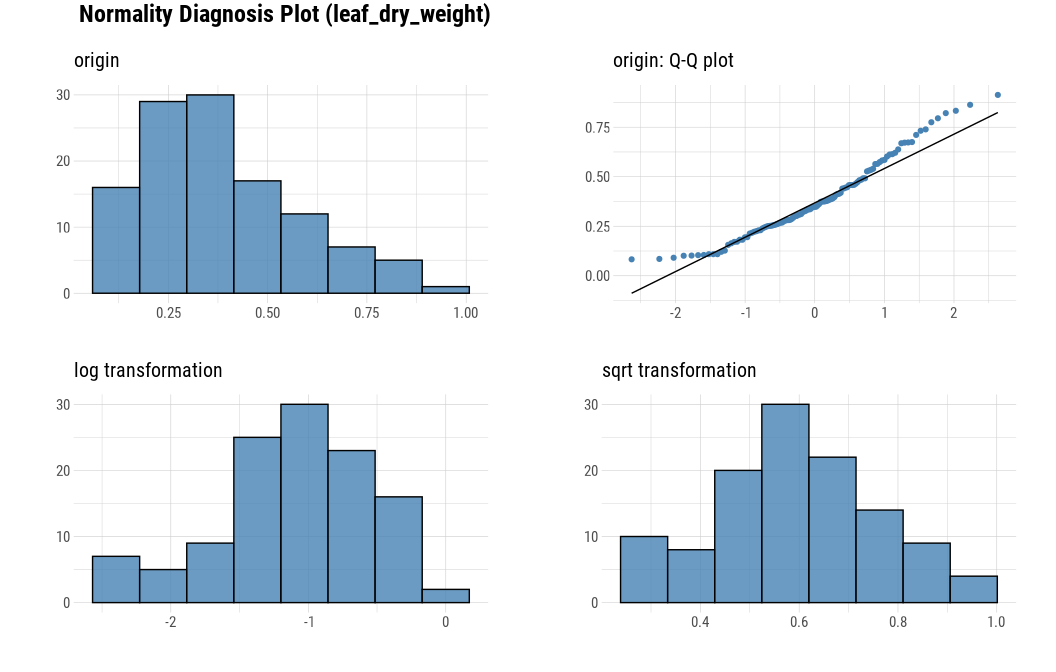 Normality Diagnosis Plot (leaf_dry_weight)
origin
30
20
10
0
0.25 0.50 0.75 1.00
origin: Q-Q plot
0.75
0.50
0.25
0.00
-2 -1 0 1 2
log transformation
30
20
10
0
-2 -1 0
sqrt transformation
30
20
10
0
0.4 0.6 0.8 1.0